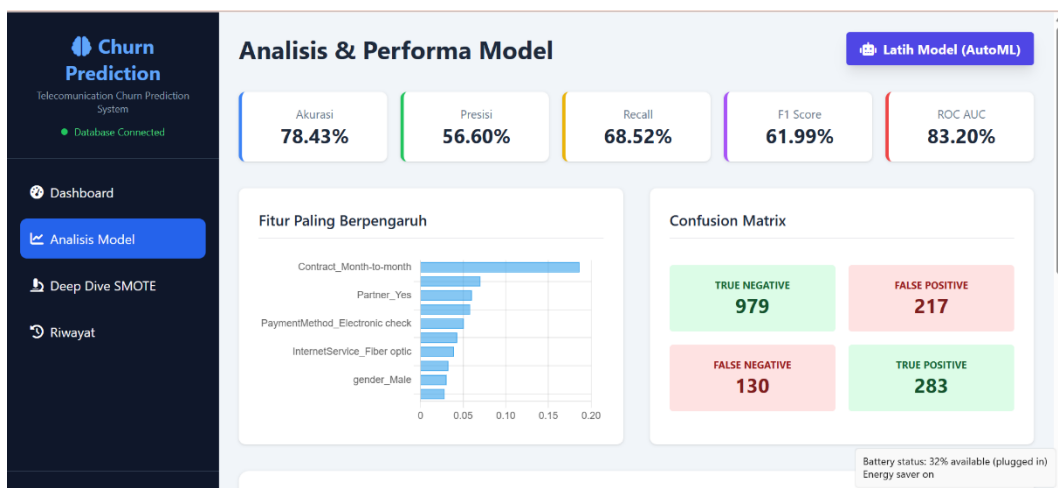 Churn
Prediction
Telecomunication Churn Prediction
System
Database Connected
Dashboard
Analisis Model
Deep Dive SMOTE
Riwayat
Analisis & Performa Model
Latih Model (AutoML)
Akurasi
78.43%
Presisi
56.60%
Recall
68.52%
F1 Score
61.99%
ROC AUC
83.20%
Fitur Paling Berpengaruh
Contract_Month-to-month
Partner_Yes
PaymentMethod_Electronic check
InternetService_Fiber optic
gender_Male
0 0.05 0.10 0.15 0.20
Confusion Matrix
TRUE NEGATIVE
979
FALSE POSITIVE
217
FALSE NEGATIVE
130
TRUE POSITIVE
283
Battery status: 32% available (plugged in)
Energy saver on